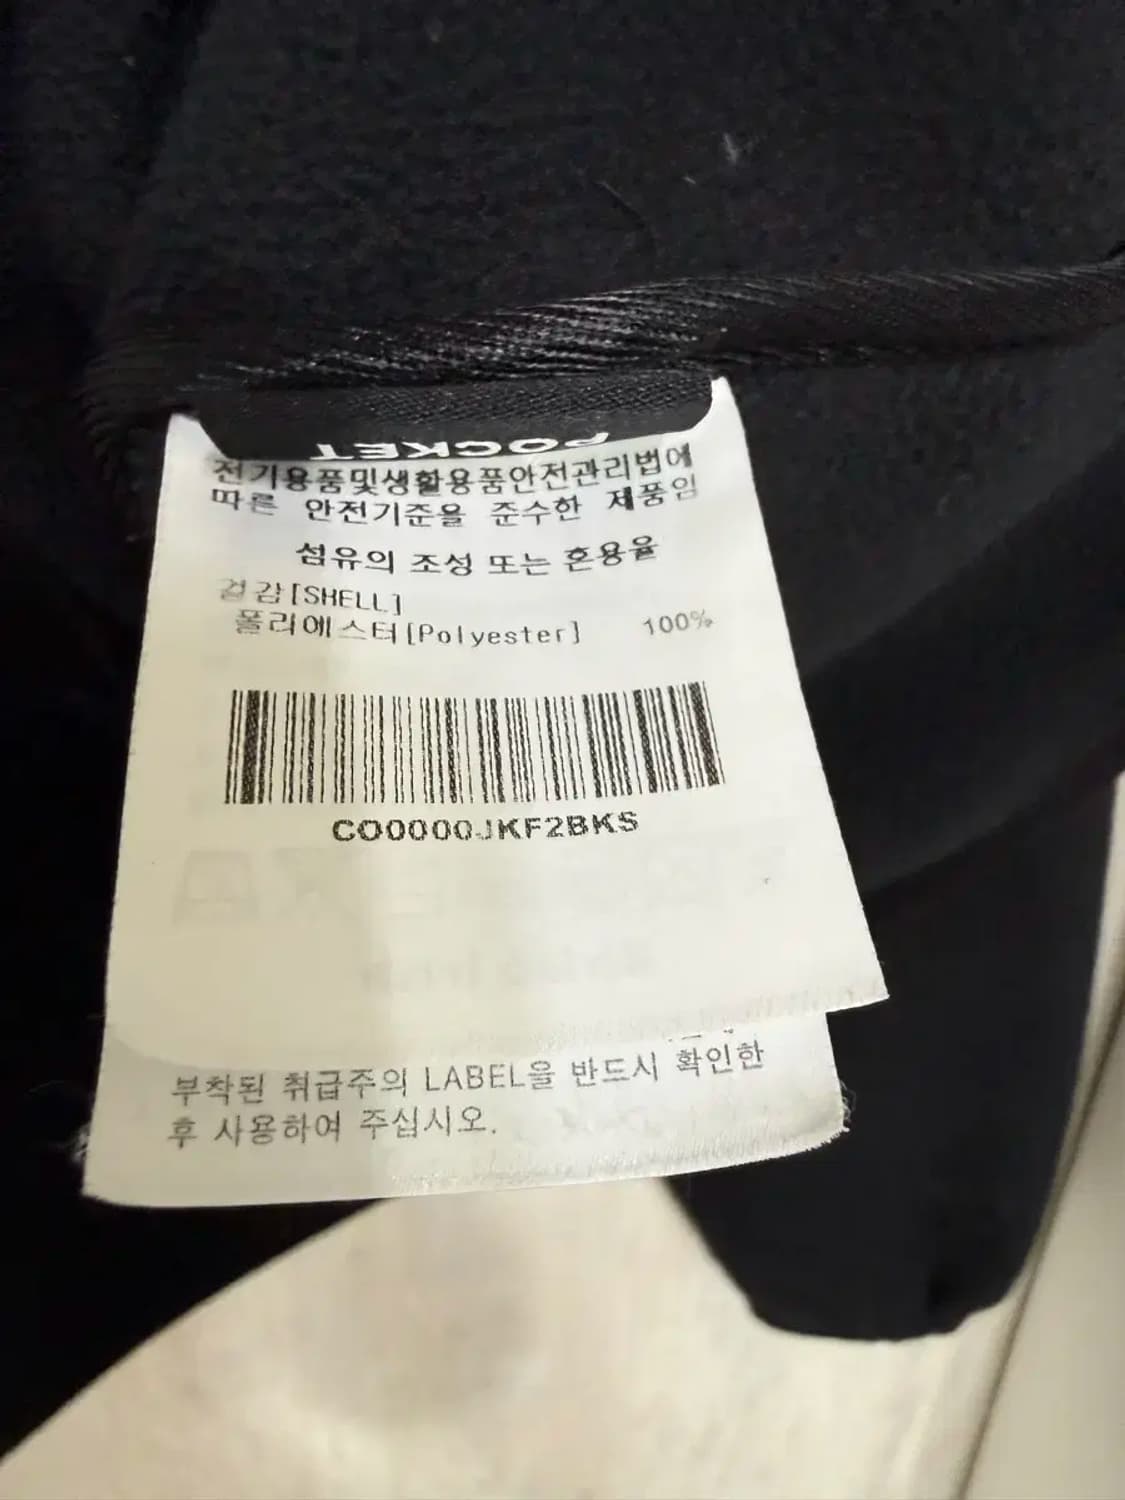 POCKET
전기용품및생활용품안전관리법에
따른 안전기준을 준수한 제품임
섬유의 조성 또는 혼용율
겉감[SHELL]
폴리에스터[Polyester] 100%
CO0000JKF2BKS
부착된 취급주의 LABEL을 반드시 확인한
후 사용하여 주십시오.